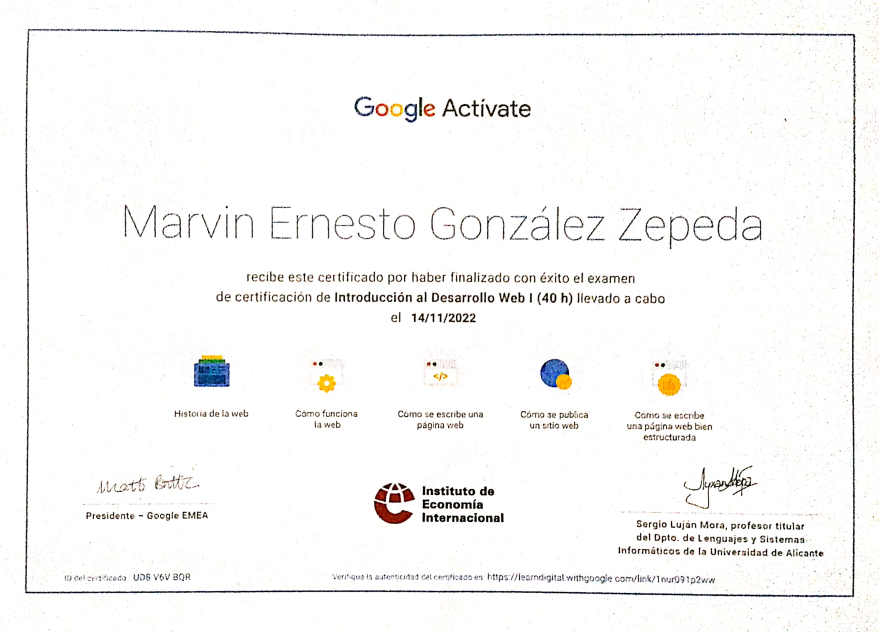 Google Actívate
Marvin Ernesto González Zepeda
recibe este certificado por haber finalizado con éxito el examen
de certificación de Introducción al Desarrollo Web I (40 h) llevado a cabo
el 14/11/2022
</>
Historia de la web
Cómo funciona
la web
Cómo se escribe una
página web
Cómo se publica
un sitio web
Cómo se escribe
una página web bien
estructurada
Matt Brittin
Presidente – Google EMEA
Instituto de
Economía
Internacional
Sergio Luján Mora, profesor titular
del Dpto. de Lenguajes y Sistemas
Informáticos de la Universidad de Alicante
ID del certificado: UD8 V6V BQR
Verifique la autenticidad del certificado en: https://learndigital.withgoogle.com/link/1nur091p2ww